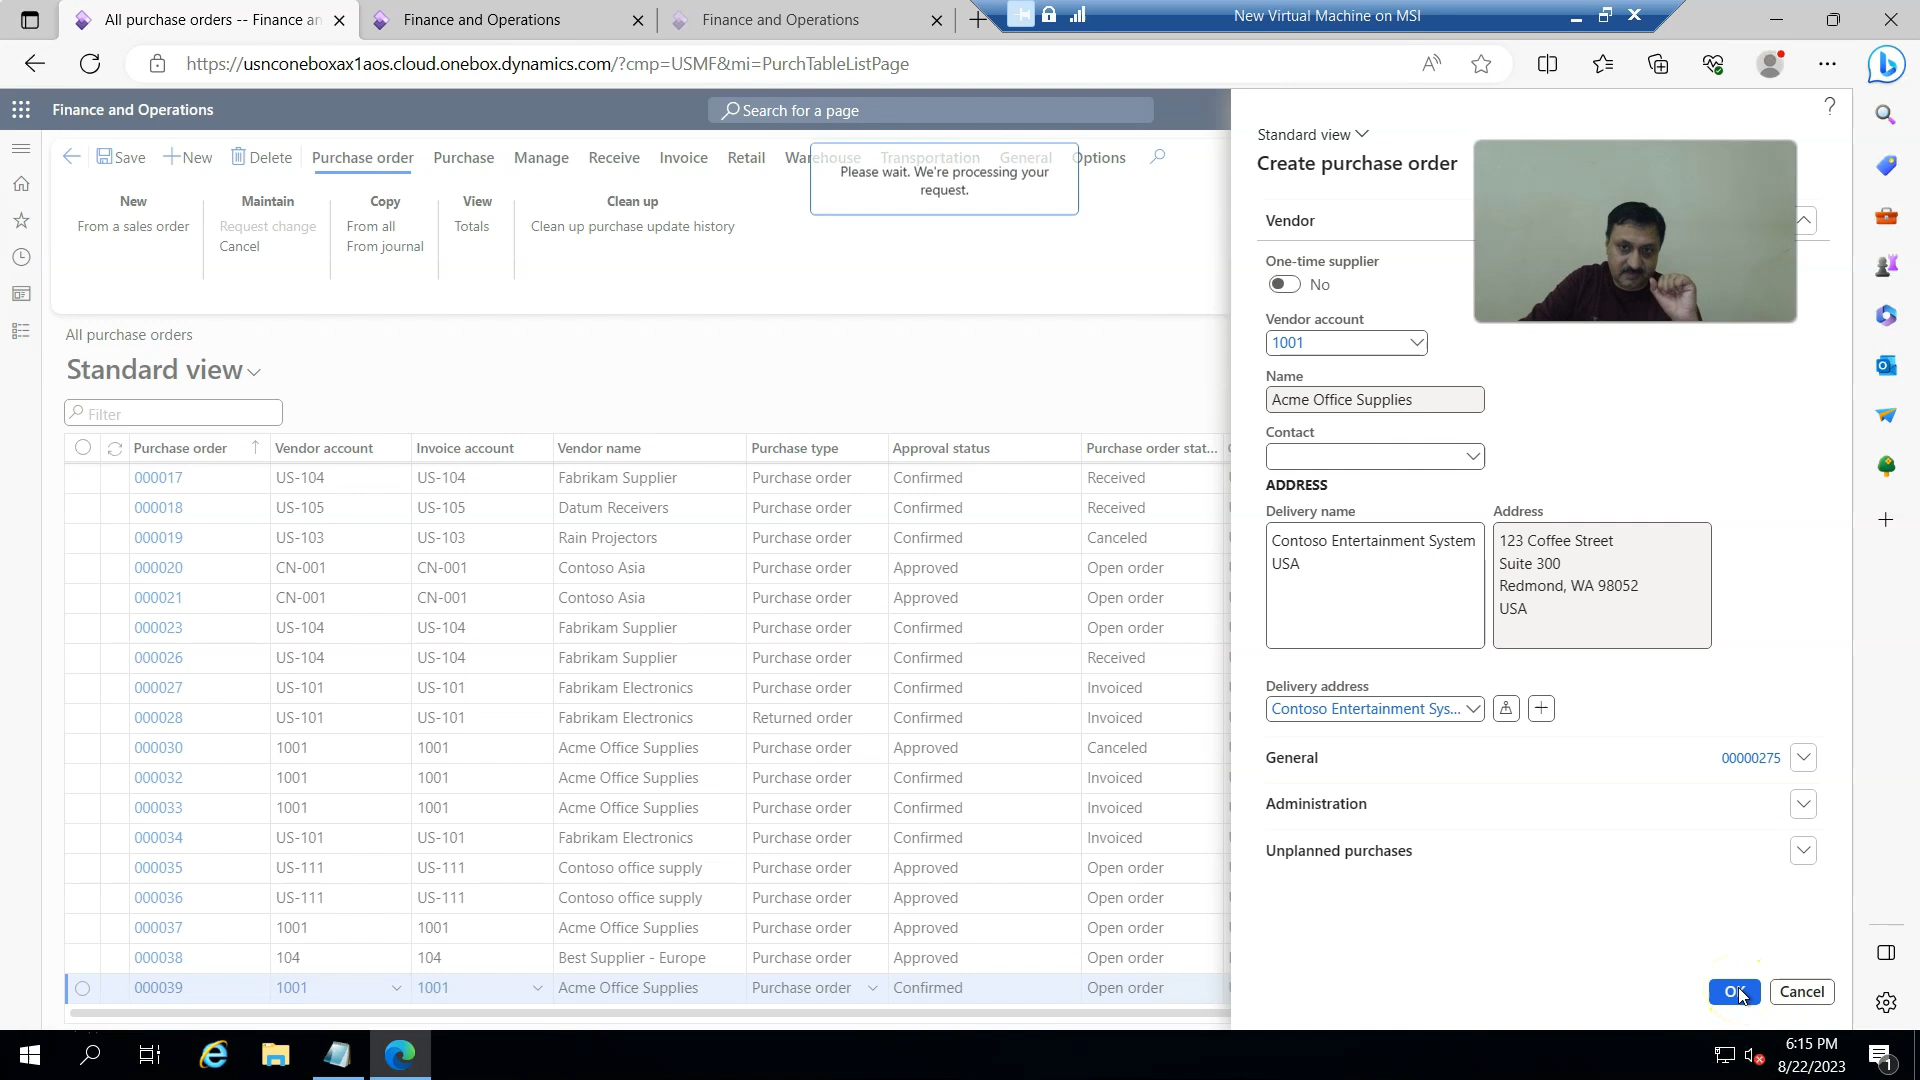 All purchase orders -- Finance an
Finance and Operations
Finance and Operations
New Virtual Machine on MSI
https://usnconeboxax1aos.cloud.onebox.dynamics.com/?cmp=USMF&mi=PurchTableListPage
Finance and Operations
Search for a page
Save
New
Delete
Purchase order
Purchase
Manage
Receive
Invoice
Retail
Warehouse
Transportation
General
Options
Please wait. We're processing your
request.
New
From a sales order
Maintain
Request change
Cancel
Copy
From all
From journal
View
Totals
Clean up
Clean up purchase update history
All purchase orders
Standard view
Filter
Purchase order Vendor account Invoice account Vendor name Purchase type Approval status Purchase order stat...
000017 US-104 US-104 Fabrikam Supplier Purchase order Confirmed Received
000018 US-105 US-105 Datum Receivers Purchase order Confirmed Received
000019 US-103 US-103 Rain Projectors Purchase order Confirmed Canceled
000020 CN-001 CN-001 Contoso Asia Purchase order Approved Open order
000021 CN-001 CN-001 Contoso Asia Purchase order Approved Open order
000023 US-104 US-104 Fabrikam Supplier Purchase order Confirmed Open order
000026 US-104 US-104 Fabrikam Supplier Purchase order Confirmed Received
000027 US-101 US-101 Fabrikam Electronics Purchase order Confirmed Invoiced
000028 US-101 US-101 Fabrikam Electronics Returned order Confirmed Invoiced
000030 1001 1001 Acme Office Supplies Purchase order Approved Canceled
000032 1001 1001 Acme Office Supplies Purchase order Confirmed Invoiced
000033 1001 1001 Acme Office Supplies Purchase order Confirmed Invoiced
000034 US-101 US-101 Fabrikam Electronics Purchase order Confirmed Invoiced
000035 US-111 US-111 Contoso office supply Purchase order Approved Open order
000036 US-111 US-111 Contoso office supply Purchase order Approved Open order
000037 1001 1001 Acme Office Supplies Purchase order Approved Open order
000038 104 104 Best Supplier - Europe Purchase order Approved Open order
000039 1001 1001 Acme Office Supplies Purchase order Confirmed Open order
?
Standard view
Create purchase order
Vendor
One-time supplier
No
Vendor account
1001
Name
Acme Office Supplies
Contact
ADDRESS
Delivery name
Contoso Entertainment System
USA
Address
123 Coffee Street
Suite 300
Redmond, WA 98052
USA
Delivery address
Contoso Entertainment Sys...
General 00000275
Administration
Unplanned purchases
OK
Cancel
6:15 PM
8/22/2023
1